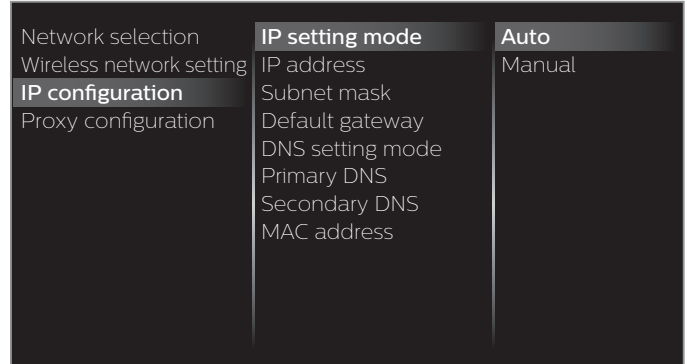 Network selection
Wireless network setting
IP configuration
Proxy configuration
IP setting mode
IP address
Subnet mask
Default gateway
DNS setting mode
Primary DNS
Secondary DNS
MAC address
Auto
Manual